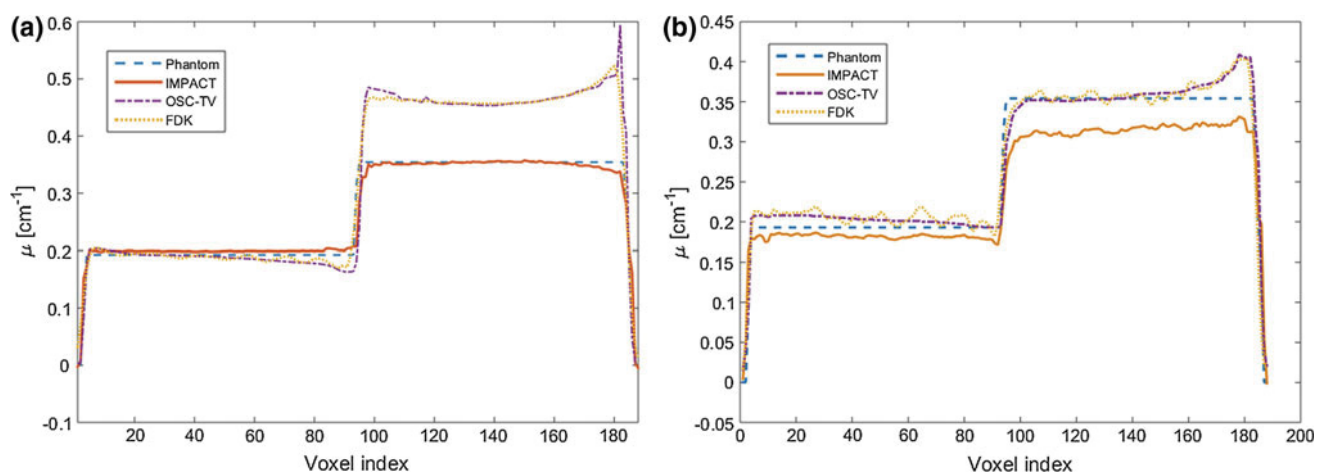 (a)
0.6
0.5
0.4
0.3
0.2
0.1
0
-0.1
μ [cm⁻¹]
Phantom
IMPACT
OSC-TV
FDK
20 40 60 80 100 120 140 160 180
Voxel index
(b)
0.45
0.4
0.35
0.3
0.25
0.2
0.15
0.1
0.05
0
-0.05
μ [cm⁻¹]
Phantom
IMPACT
OSC-TV
FDK
0 20 40 60 80 100 120 140 160 180 200
Voxel index